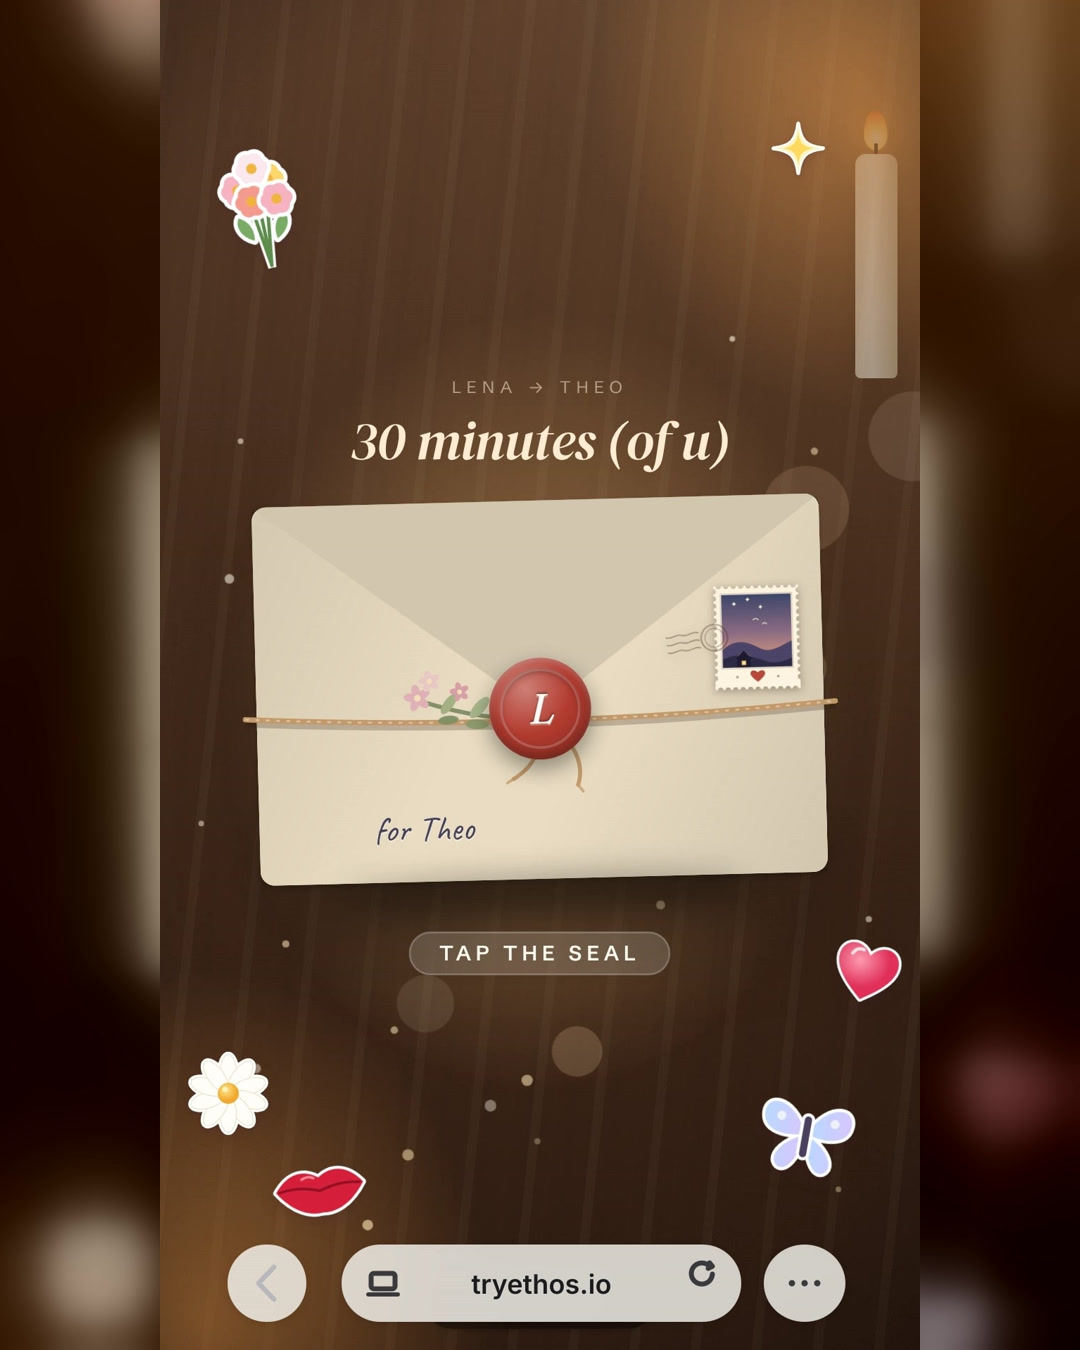 LENA → THEO
30 minutes (of u)
L
for Theo
TAP THE SEAL
tryethos.io